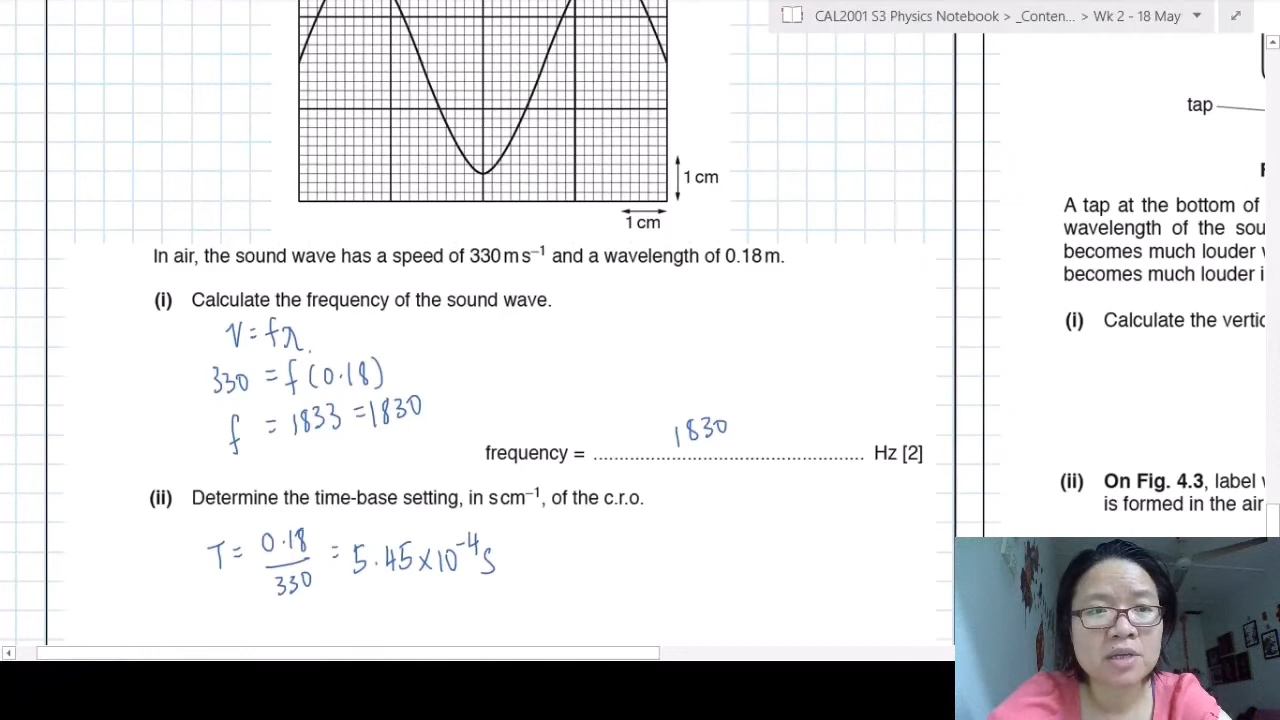 CAL2001 S3 Physics Notebook > _Conten... > Wk 2 - 18 May
1 cm
1 cm
In air, the sound wave has a speed of 330 m s⁻¹ and a wavelength of 0.18 m.
(i) Calculate the frequency of the sound wave.
V = fλ
330 = f (0.18)
f = 1833 = 1830
1830
frequency = ................................................ Hz [2]
(ii) Determine the time-base setting, in s cm⁻¹, of the c.r.o.
T = 0.18/330 = 5.45 x 10⁻⁴ s
tap
A tap at the bottom of
wavelength of the sou
becomes much louder
becomes much louder i
(i) Calculate the vertic
(ii) On Fig. 4.3, label
is formed in the air